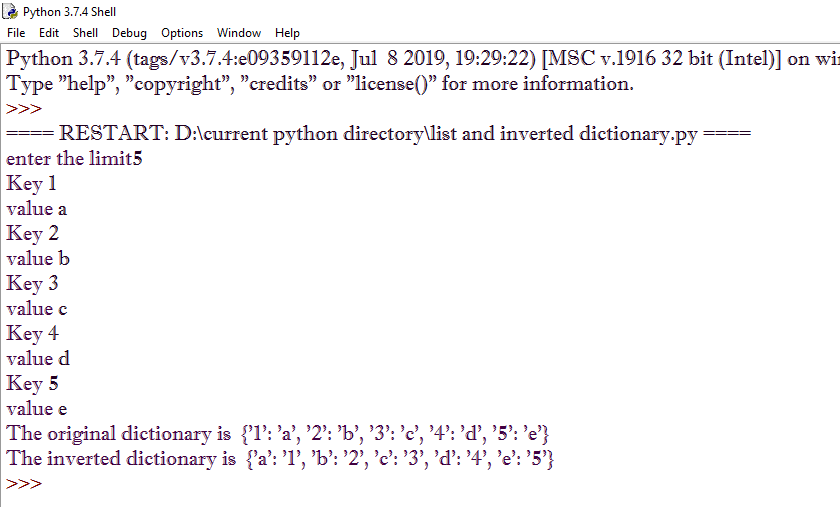 Python 3.7.4 Shell
File Edit Shell Debug Options Window Help
Python 3.7.4 (tags/v3.7.4:e09359112e, Jul  8 2019, 19:29:22) [MSC v.1916 32 bit (Intel)] on
Type "help", "copyright", "credits" or "license()" for more information.
>>>
==== RESTART: D:\current python directory\list and inverted dictionary.py ====
enter the limit5
Key 1
value a
Key 2
value b
Key 3
value c
Key 4
value d
Key 5
value e
The original dictionary is  {'1': 'a', '2': 'b', '3': 'c', '4': 'd', '5': 'e'}
The inverted dictionary is  {'a': '1', 'b': '2', 'c': '3', 'd': '4', 'e': '5'}
>>>